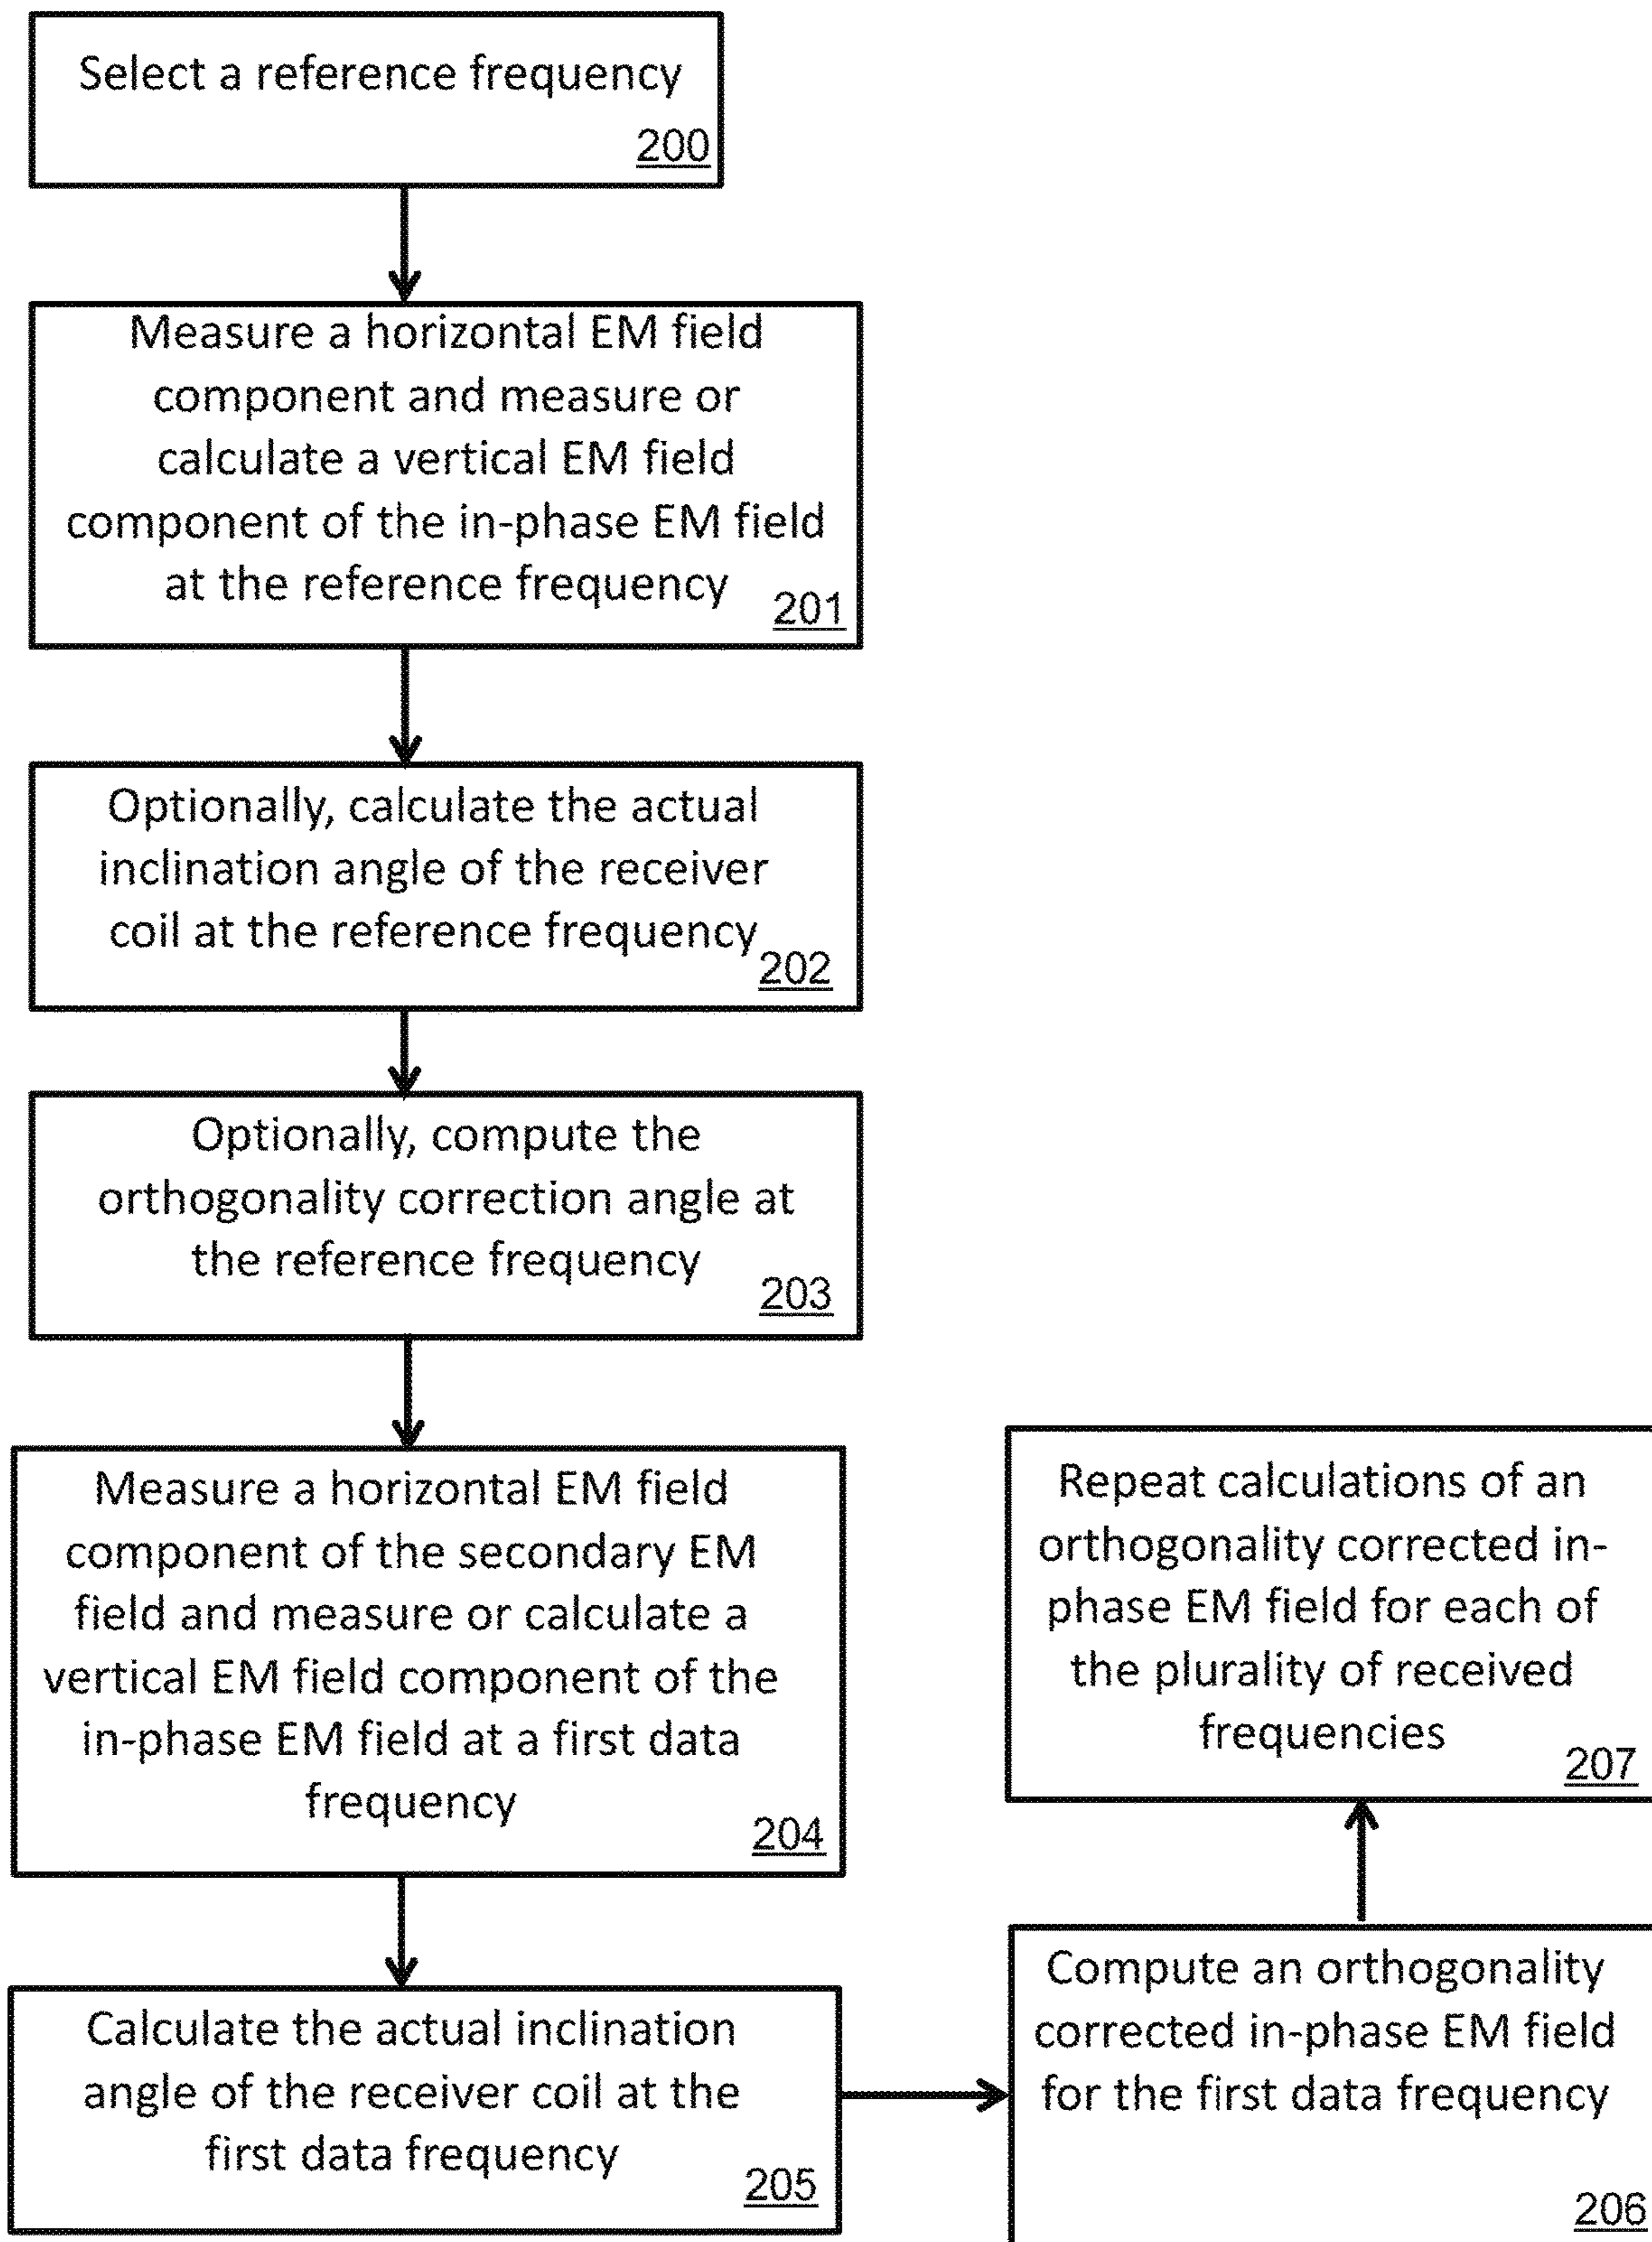 Select a reference frequency
200
Measure a horizontal EM field
component and measure or
calculate a vertical EM field
component of the in-phase EM field
at the reference frequency
201
Optionally, calculate the actual
inclination angle of the receiver
coil at the reference frequency
202
Optionally, compute the
orthogonality correction angle at
the reference frequency
203
Measure a horizontal EM field
component of the secondary EM
field and measure or calculate a
vertical EM field component of the
in-phase EM field at a first data
frequency
204
Calculate the actual inclination
angle of the receiver coil at the
first data frequency
205
Compute an orthogonality
corrected in-phase EM field
for the first data frequency
206
Repeat calculations of an
orthogonality corrected in-
phase EM field for each of
the plurality of received
frequencies
207